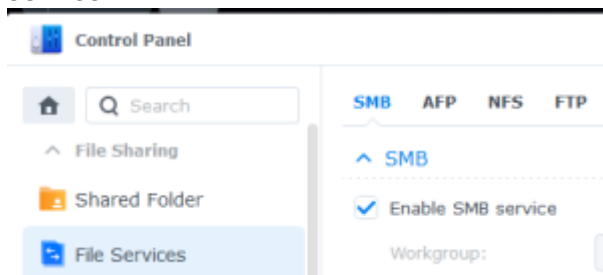 Control Panel
Search
SMB AFP NFS FTP
File Sharing
SMB
Shared Folder
Enable SMB service
File Services
Workgroup: